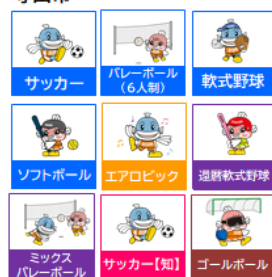 サッカー
バレーボール
（6人制）
軟式野球
ソフトボール
エアロビック
還暦軟式野球
ミックス
バレーボール
サッカー【知】
ゴールボール